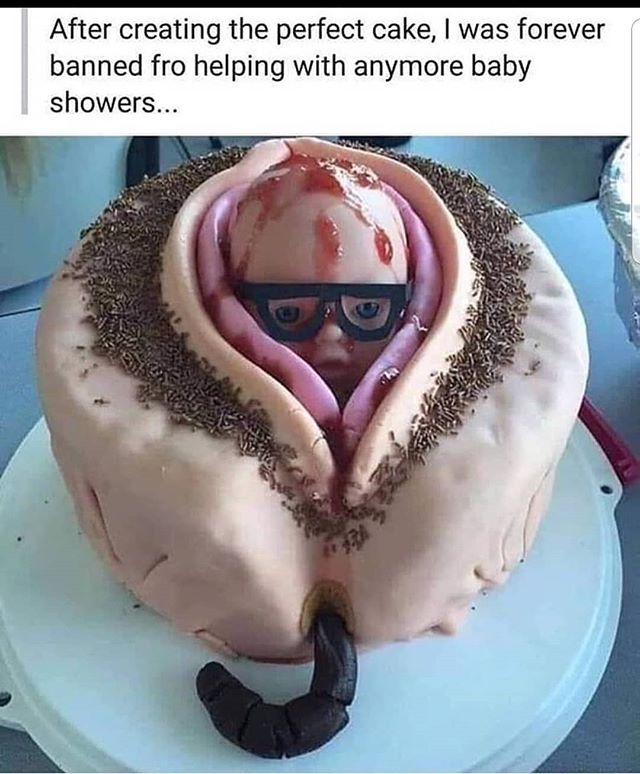 After creating the perfect cake, I was forever
banned fro helping with anymore baby
showers...